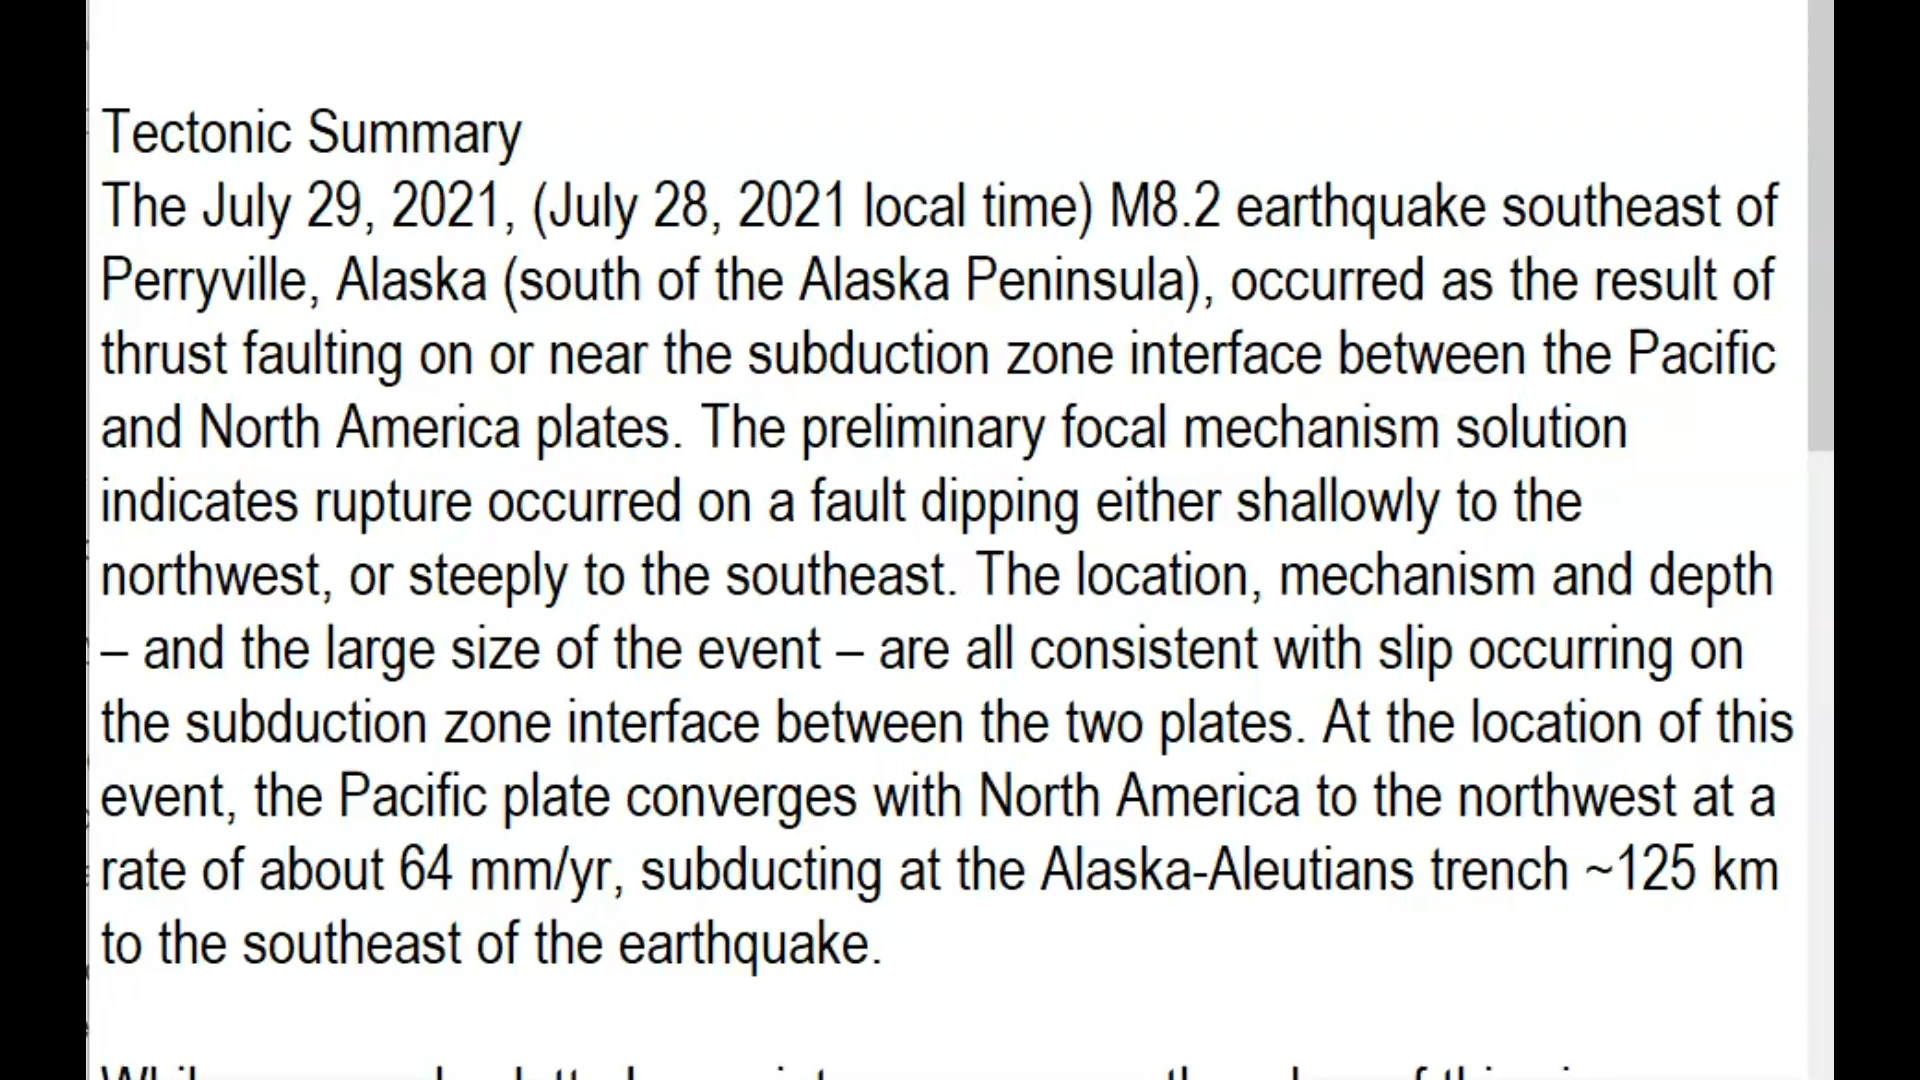 Tectonic Summary
The July 29, 2021, (July 28, 2021 local time) M8.2 earthquake southeast of
Perryville, Alaska (south of the Alaska Peninsula), occurred as the result of
thrust faulting on or near the subduction zone interface between the Pacific
and North America plates. The preliminary focal mechanism solution
indicates rupture occurred on a fault dipping either shallowly to the
northwest, or steeply to the southeast. The location, mechanism and depth
– and the large size of the event – are all consistent with slip occurring on
the subduction zone interface between the two plates. At the location of this
event, the Pacific plate converges with North America to the northwest at a
rate of about 64 mm/yr, subducting at the Alaska-Aleutians trench ~125 km
to the southeast of the earthquake.